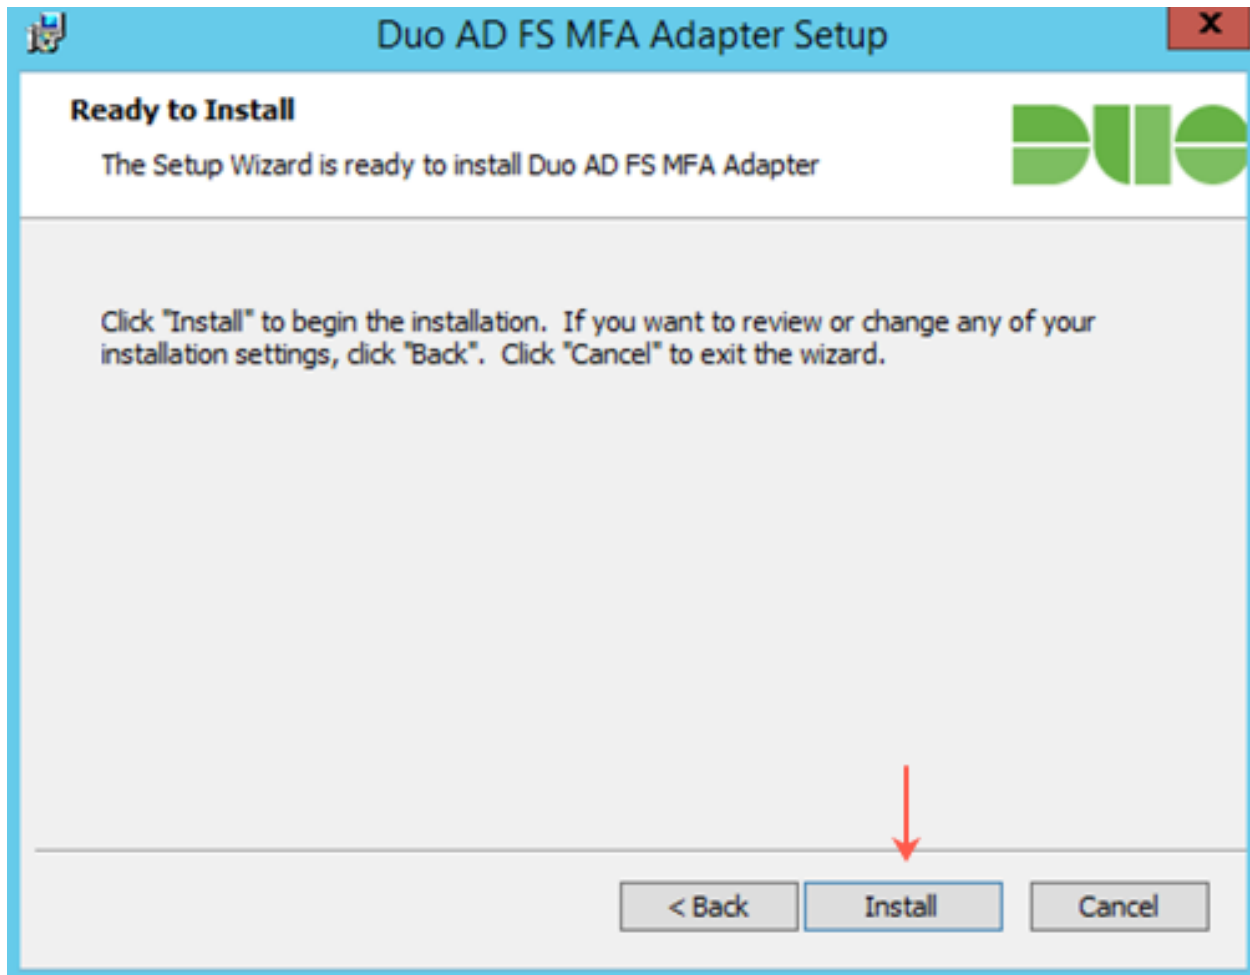 Duo AD FS MFA Adapter Setup
x
Ready to Install
The Setup Wizard is ready to install Duo AD FS MFA Adapter
DUO
Click "Install" to begin the installation.  If you want to review or change any of your
installation settings, click "Back".  Click "Cancel" to exit the wizard.
< Back
Install
Cancel